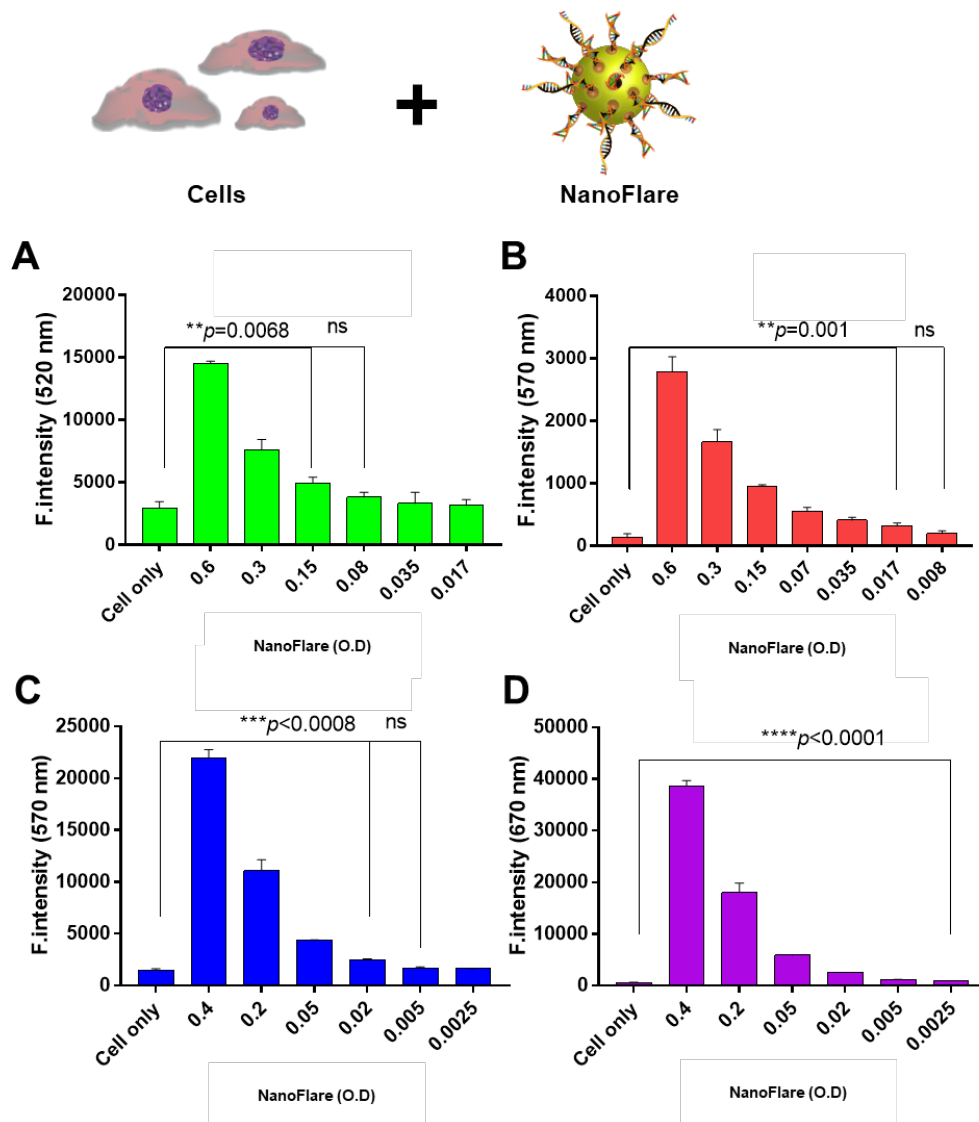 Cells
NanoFlare
A
20000
15000
10000
5000
0
F.intensity (520 nm)
**p=0.0068
ns
Cell only
0.6
0.3
0.15
0.08
0.035
0.017
NanoFlare (O.D)
B
4000
3000
2000
1000
0
F.intensity (570 nm)
**p=0.001
ns
Cell only
0.6
0.3
0.15
0.07
0.035
0.017
0.008
NanoFlare (O.D)
C
25000
20000
15000
10000
5000
0
F.intensity (570 nm)
***p<0.0008
ns
Cell only
0.4
0.2
0.05
0.02
0.005
0.0025
NanoFlare (O.D)
D
50000
40000
30000
20000
10000
0
F.intensity (670 nm)
****p<0.0001
Cell only
0.4
0.2
0.05
0.02
0.005
0.0025
NanoFlare (O.D)